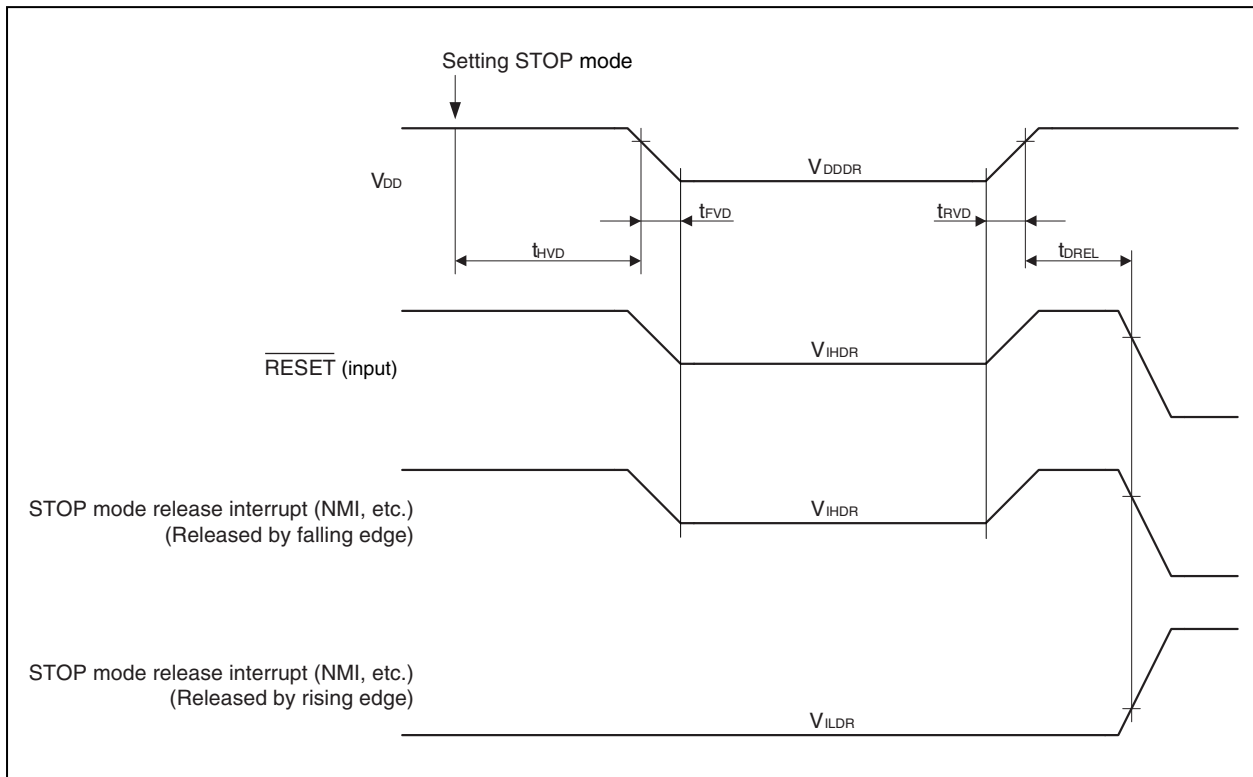 Setting STOP mode
VDD
VDDDR
tFVD
tRVD
tHVD
tDREL
RESET (input)
VIHDR
STOP mode release interrupt (NMI, etc.)
(Released by falling edge)
VIHDR
STOP mode release interrupt (NMI, etc.)
(Released by rising edge)
VILDR